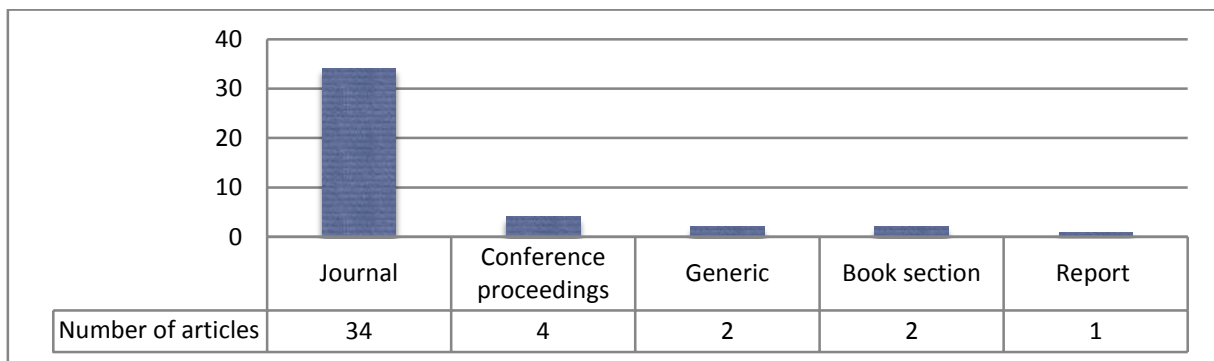 40
30
20
10
0
Journal
Conference
proceedings
Generic
Book section
Report
Number of articles 34 4 2 2 1